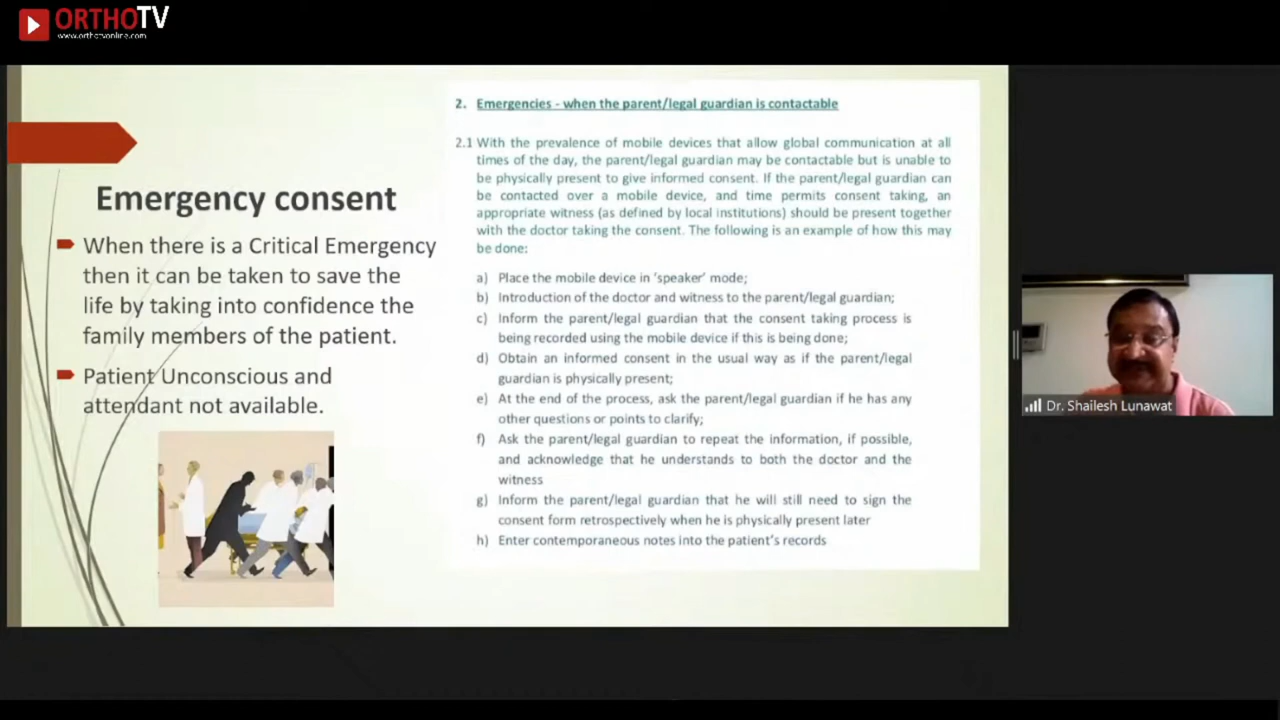 ORTHOTV
www.orthotvonline.com
Emergency consent
When there is a Critical Emergency
then it can be taken to save the
life by taking into confidence the
family members of the patient.
Patient Unconscious and
attendant not available.
2. Emergencies - when the parent/legal guardian is contactable
2.1 With the prevalence of mobile devices that allow global communication at all
times of the day, the parent/legal guardian may be contactable but is unable
to be physically present to give informed consent. If the parent/legal guardian can
be contacted over a mobile device, and time permits consent taking, an
appropriate witness (as defined by local institutions) should be present together
with the doctor taking the consent. The following is an example of how this may
be done:
a) Place the mobile device in 'speaker' mode;
b) Introduction of the doctor and witness to the parent/legal guardian;
c) Inform the parent/legal guardian that the consent taking process is
being recorded using the mobile device if this is being done;
d) Obtain an informed consent in the usual way as if the parent/legal
guardian is physically present;
e) At the end of the process, ask the parent/legal guardian if he has any
other questions or points to clarify;
f) Ask the parent/legal guardian to repeat the information, if possible,
and acknowledge that he understands to both the doctor and the
witness
g) Inform the parent/legal guardian that he will still need to sign the
consent form retrospectively when he is physically present later
h) Enter contemporaneous notes into the patient's records
Dr. Shailesh Lunawat